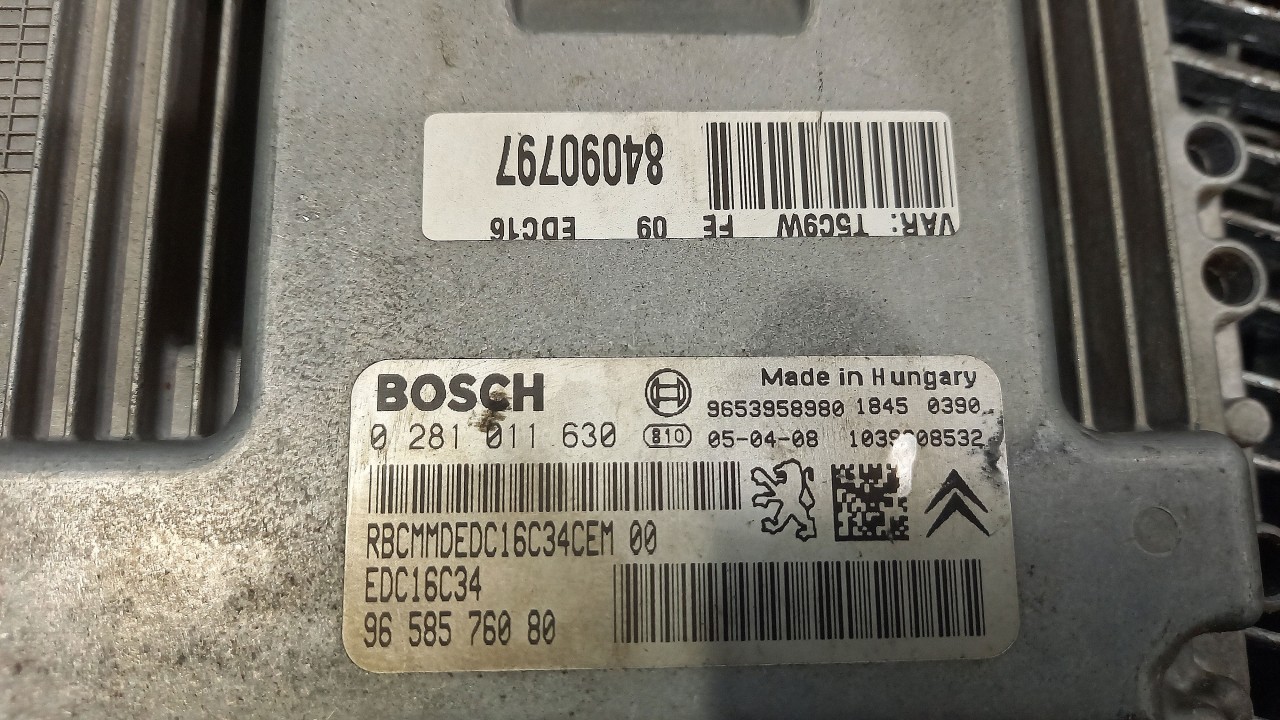 84090797
VAR: T5C9W FE 09 EDC16
BOSCH
Made in Hungary
9653958980 1845 0390
0 281 011 630
810
05-04-08
RBCMMDEDC16C34CEM 00
EDC16C34
96 585 760 80